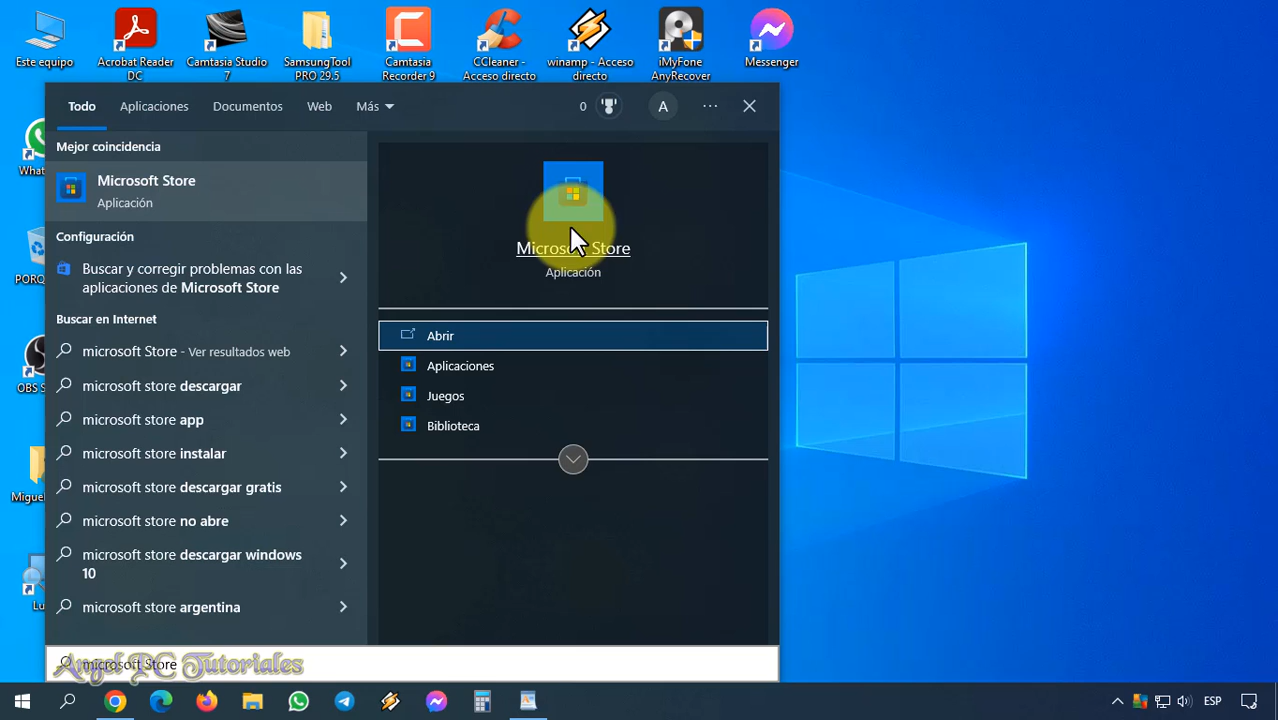 Este equipo
Acrobat Reader
DC
Camtasia Studio
7
SamsungTool
PRO 29.5
Camtasia
Recorder 9
CCleaner -
Acceso directo
winamp - Acceso
directo
iMyFone
AnyRecover
Messenger
Todo
Aplicaciones
Documentos
Web
Más
0
A
Mejor coincidencia
Microsoft Store
Aplicación
Configuración
Buscar y corregir problemas con las
aplicaciones de Microsoft Store
Buscar en Internet
microsoft Store - Ver resultados web
microsoft store descargar
microsoft store app
microsoft store instalar
microsoft store descargar gratis
microsoft store no abre
microsoft store descargar windows
10
microsoft store argentina
Microsoft Store
Aplicación
Abrir
Aplicaciones
Juegos
Biblioteca
microsoft Store
Angel PC Tutoriales
ESP